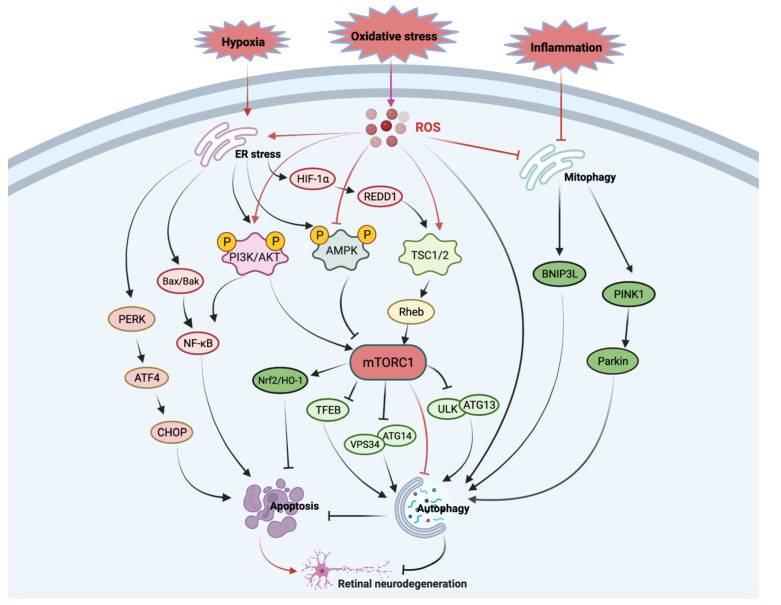 Hypoxia
Oxidative stress
Inflammation
ROS
ER stress
Mitophagy
HIF-1α
REDD1
P
P
PI3K/AKT
P
P
AMPK
TSC1/2
Bax/Bak
BNIP3L
PINK1
PERK
Rheb
NF-κB
mTORC1
Parkin
ATF4
Nrf2/HO-1
TFEB
ULK
ATG13
CHOP
VPS34
ATG14
Apoptosis
Autophagy
Retinal neurodegeneration